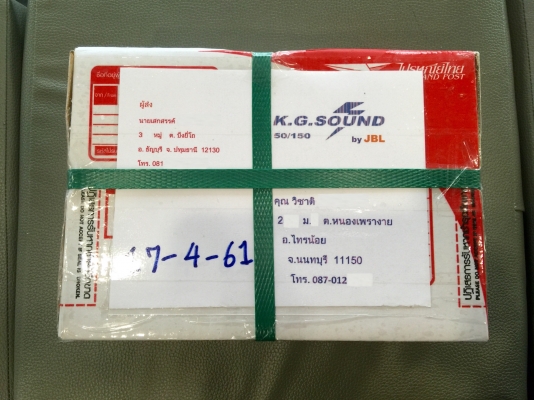 ไปรษณีย์ไทย
ผู้ส่ง
นายเสกสรรค์
3 หมู่ ต. บึงยี่โถ
อ. ธัญบุรี จ. ปทุมธานี 12130
โทร. 081
K.G.SOUND
50/150 by JBL
คุณ วิชาติ
2 ม. ต.หนองเพรางาย
อ.ไทรน้อย
จ.นนทบุรี 11150
โทร. 087-012
17-4-61